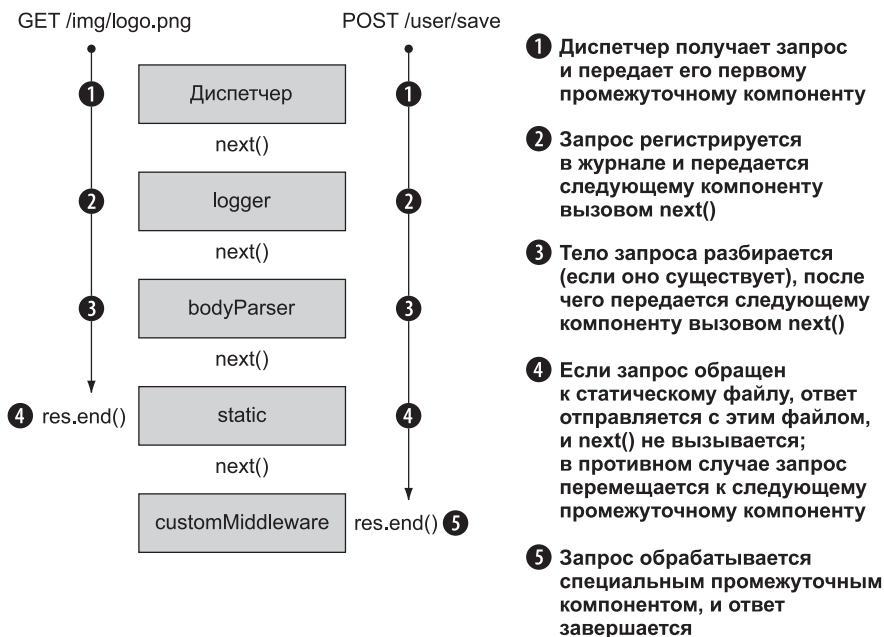 GET /img/logo.png
POST /user/save
1 1
Диспетчер
next()
2 2
logger
next()
3 3
bodyParser
next()
4 res.end()
static
4
next()
customMiddleware
res.end() 5
1 Диспетчер получает запрос
и передает его первому
промежуточному компоненту
2 Запрос регистрируется
в журнале и передается
следующему компоненту
вызовом next()
3 Тело запроса разбирается
(если оно существует), после
чего передается следующему
компоненту вызовом next()
4 Если запрос обращен
к статическому файлу, ответ
отправляется с этим файлом,
и next() не вызывается;
в противном случае запрос
перемещается к следующему
промежуточному компоненту
5 Запрос обрабатывается
специальным промежуточным
компонентом, и ответ
завершается